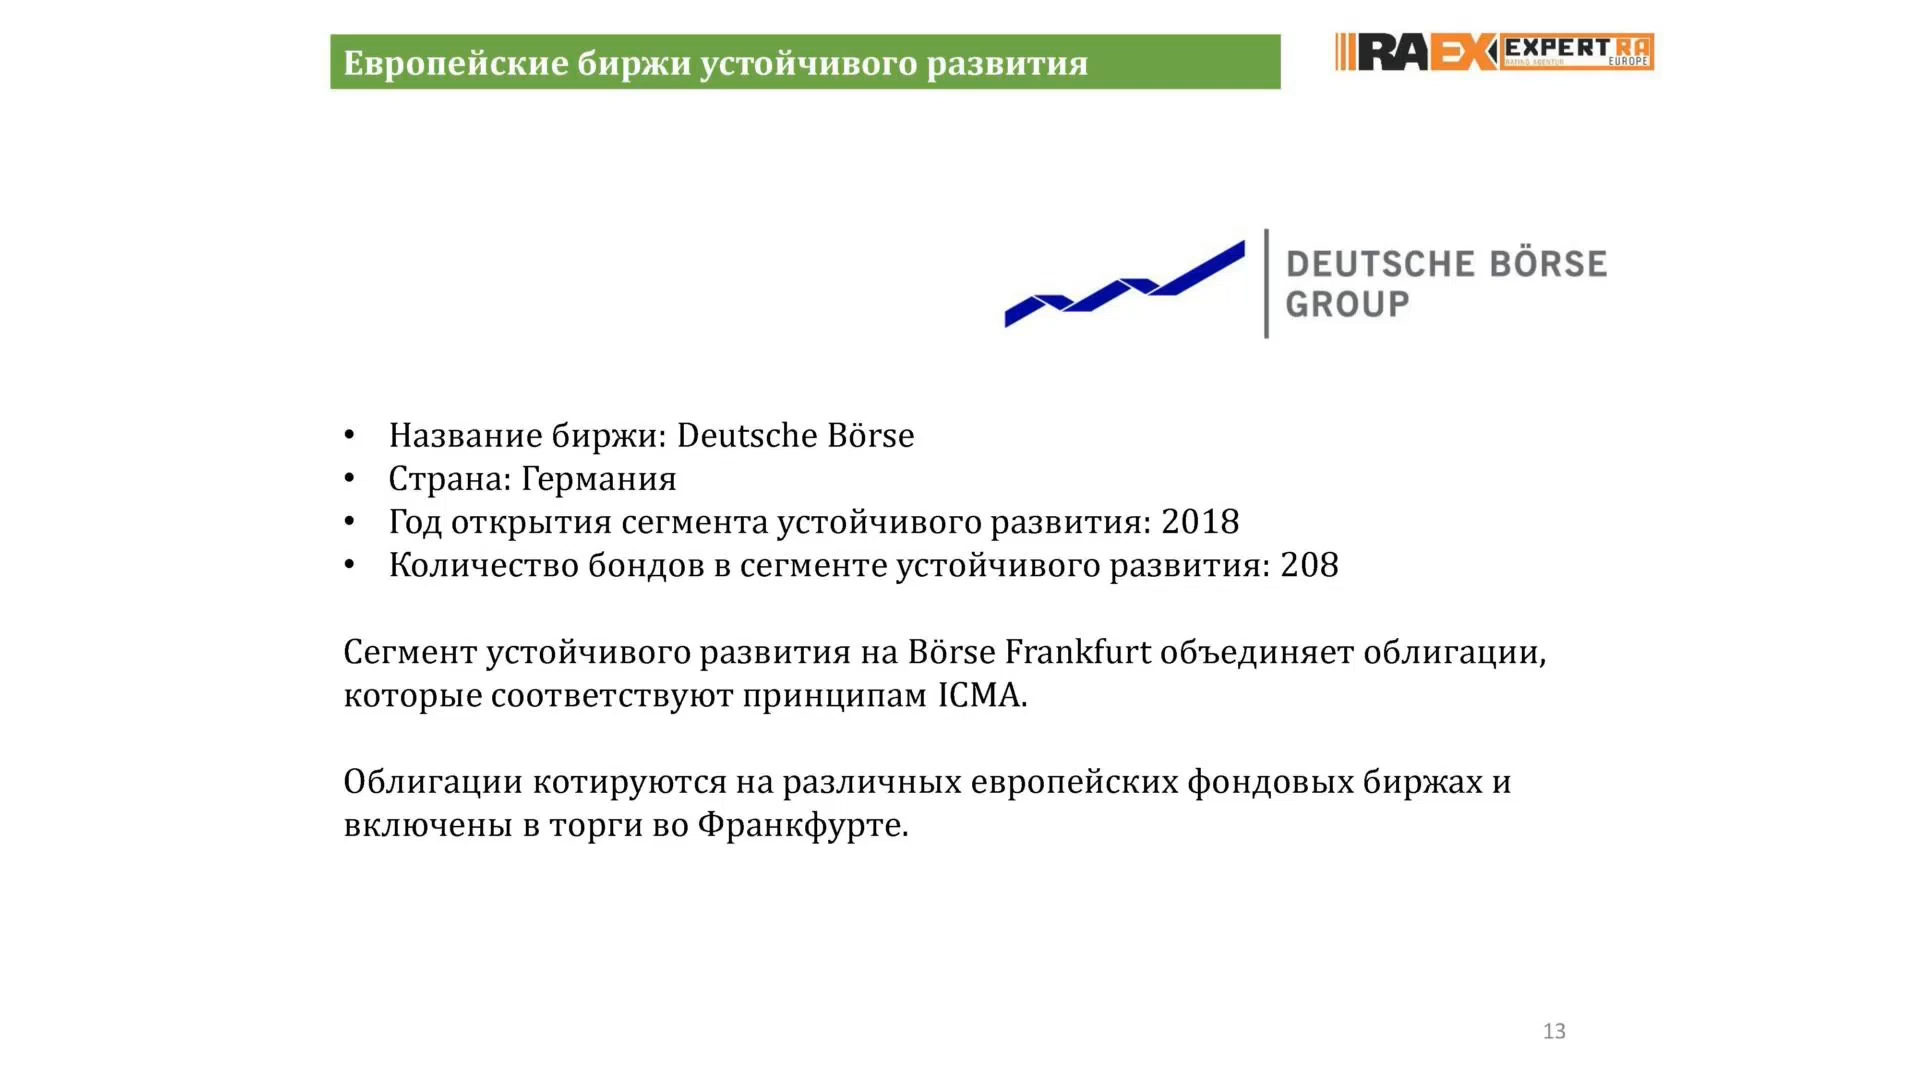 Европейские биржи устойчивого развития
RAEX EXPERT RA
RATING AGENTUR EUROPE
DEUTSCHE BÖRSE
GROUP
• Название биржи: Deutsche Börse
• Страна: Германия
• Год открытия сегмента устойчивого развития: 2018
• Количество бондов в сегменте устойчивого развития: 208
Сегмент устойчивого развития на Börse Frankfurt объединяет облигации,
которые соответствуют принципам ICMA.
Облигации котируются на различных европейских фондовых биржах и
включены в торги во Франкфурте.
13